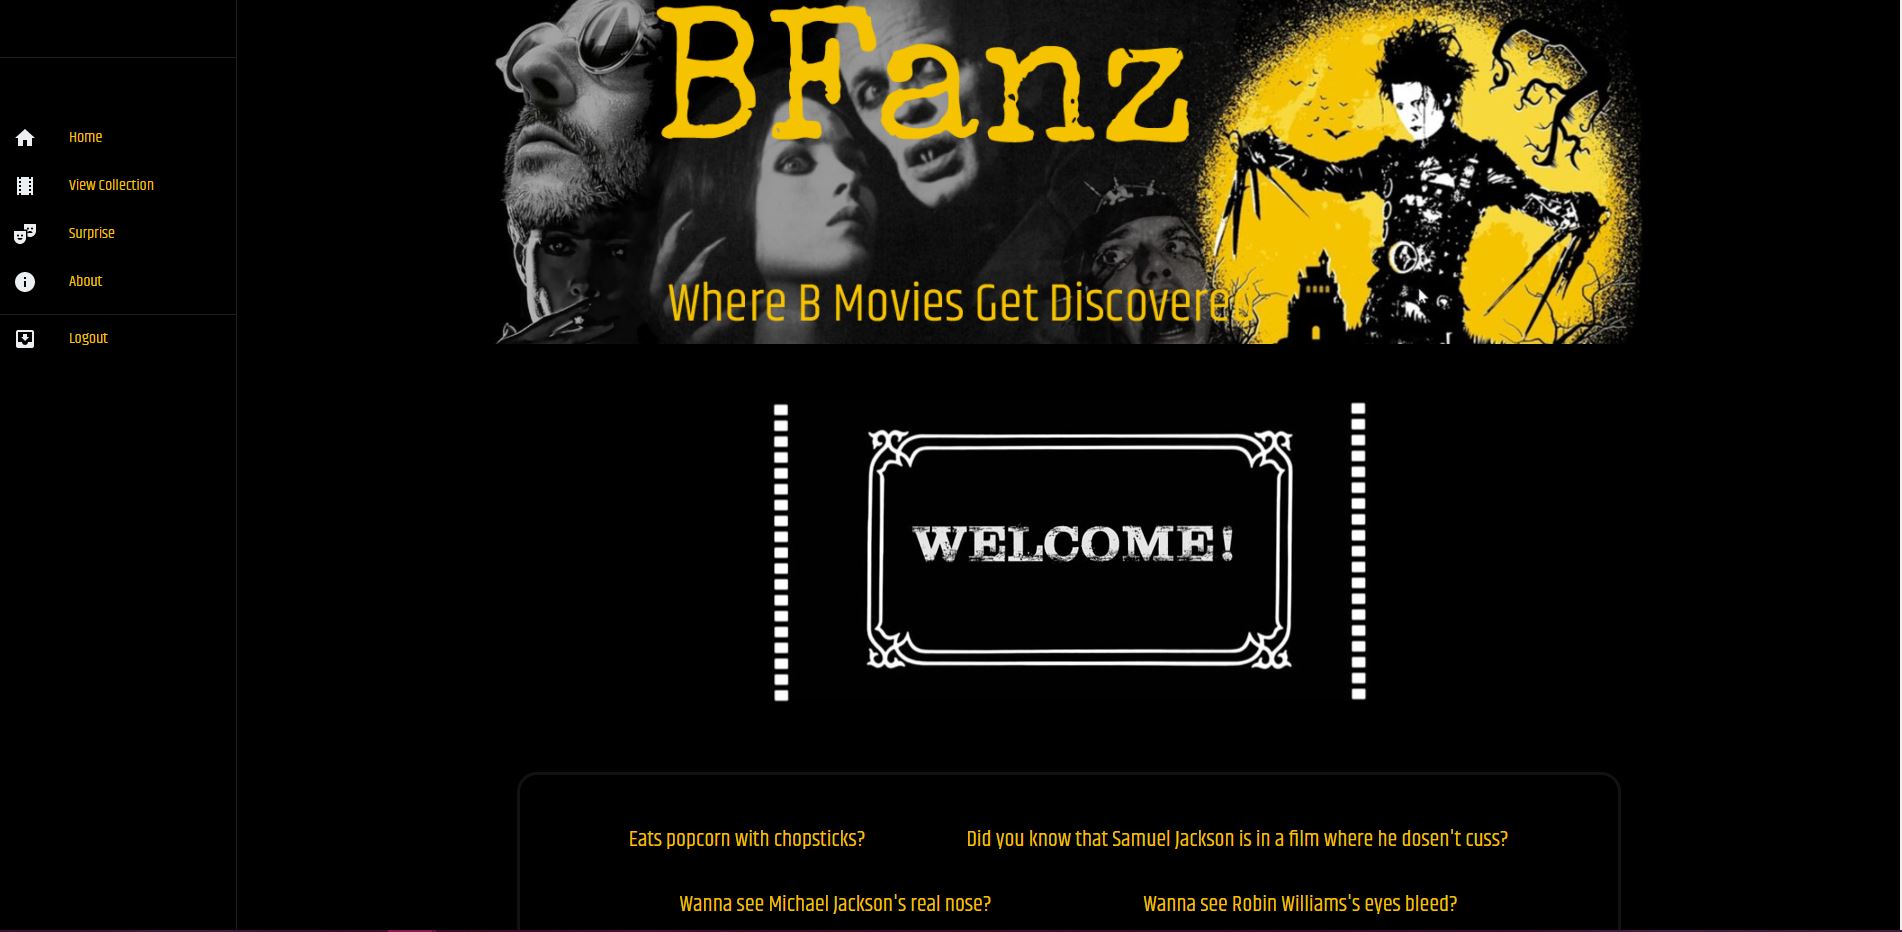 BFanz
Home
View Collection
Surprise
About
Logout
Where B Movies Get Discovered
WELCOME!
Eats popcorn with chopsticks?
Did you know that Samuel Jackson is in a film where he dosen't cuss?
Wanna see Michael Jackson's real nose?
Wanna see Robin Williams's eyes bleed?